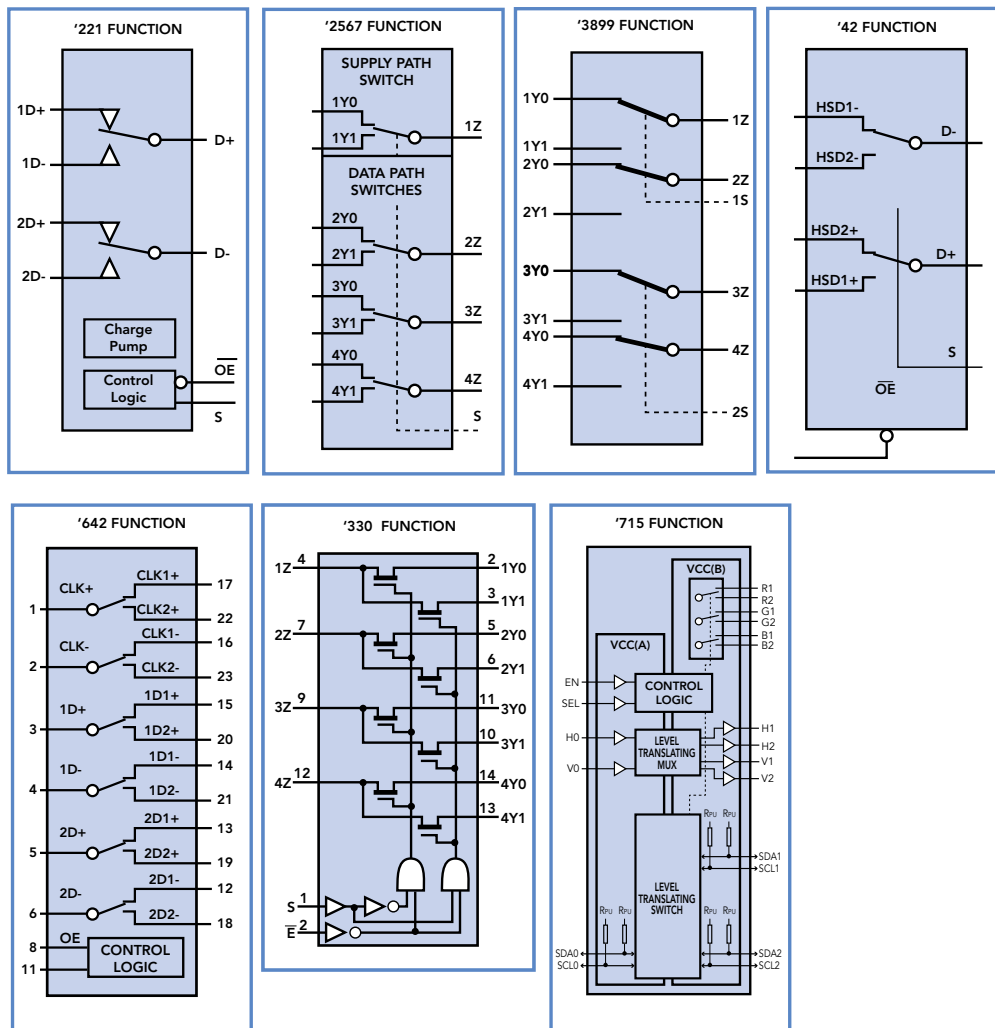 '221 FUNCTION
1D+
1D-
D+
2D+
2D-
D-
Charge
Pump
Control
Logic
OE
S
'2567 FUNCTION
SUPPLY PATH
SWITCH
1Y0
1Y1
1Z
DATA PATH
SWITCHES
2Y0
2Y1
2Z
3Y0
3Y1
3Z
4Y0
4Y1
4Z
S
'3899 FUNCTION
1Y0
1Z
1Y1
2Y0
2Z
1S
2Y1
3Y0
3Z
3Y1
4Y0
4Z
4Y1
2S
'42 FUNCTION
HSD1-
D-
HSD2-
HSD2+
D+
HSD1+
S
OE
'642 FUNCTION
CLK+
1
CLK1+
17
CLK2+
22
CLK-
2
CLK1-
16
CLK2-
23
1D+
3
1D1+
15
1D2+
20
1D-
4
1D1-
14
1D2-
21
2D+
5
2D1+
13
2D2+
19
2D-
6
2D1-
12
2D2-
18
OE
8
11
CONTROL
LOGIC
'330 FUNCTION
1Z 4
2 1Y0
3 1Y1
2Z 7
5 2Y0
6 2Y1
3Z 9
11 3Y0
10 3Y1
4Z 12
14 4Y0
13 4Y1
S 1
E 2
'715 FUNCTION
VCC(B)
R1
R2
G1
G2
B1
B2
VCC(A)
EN
SEL
CONTROL
LOGIC
H0
V0
LEVEL
TRANSLATING
MUX
H1
H2
V1
V2
RPU RPU
SDA1
SCL1
LEVEL
TRANSLATING
SWITCH
RPU RPU
RPU RPU
SDA0
SCL0
SDA2
SCL2